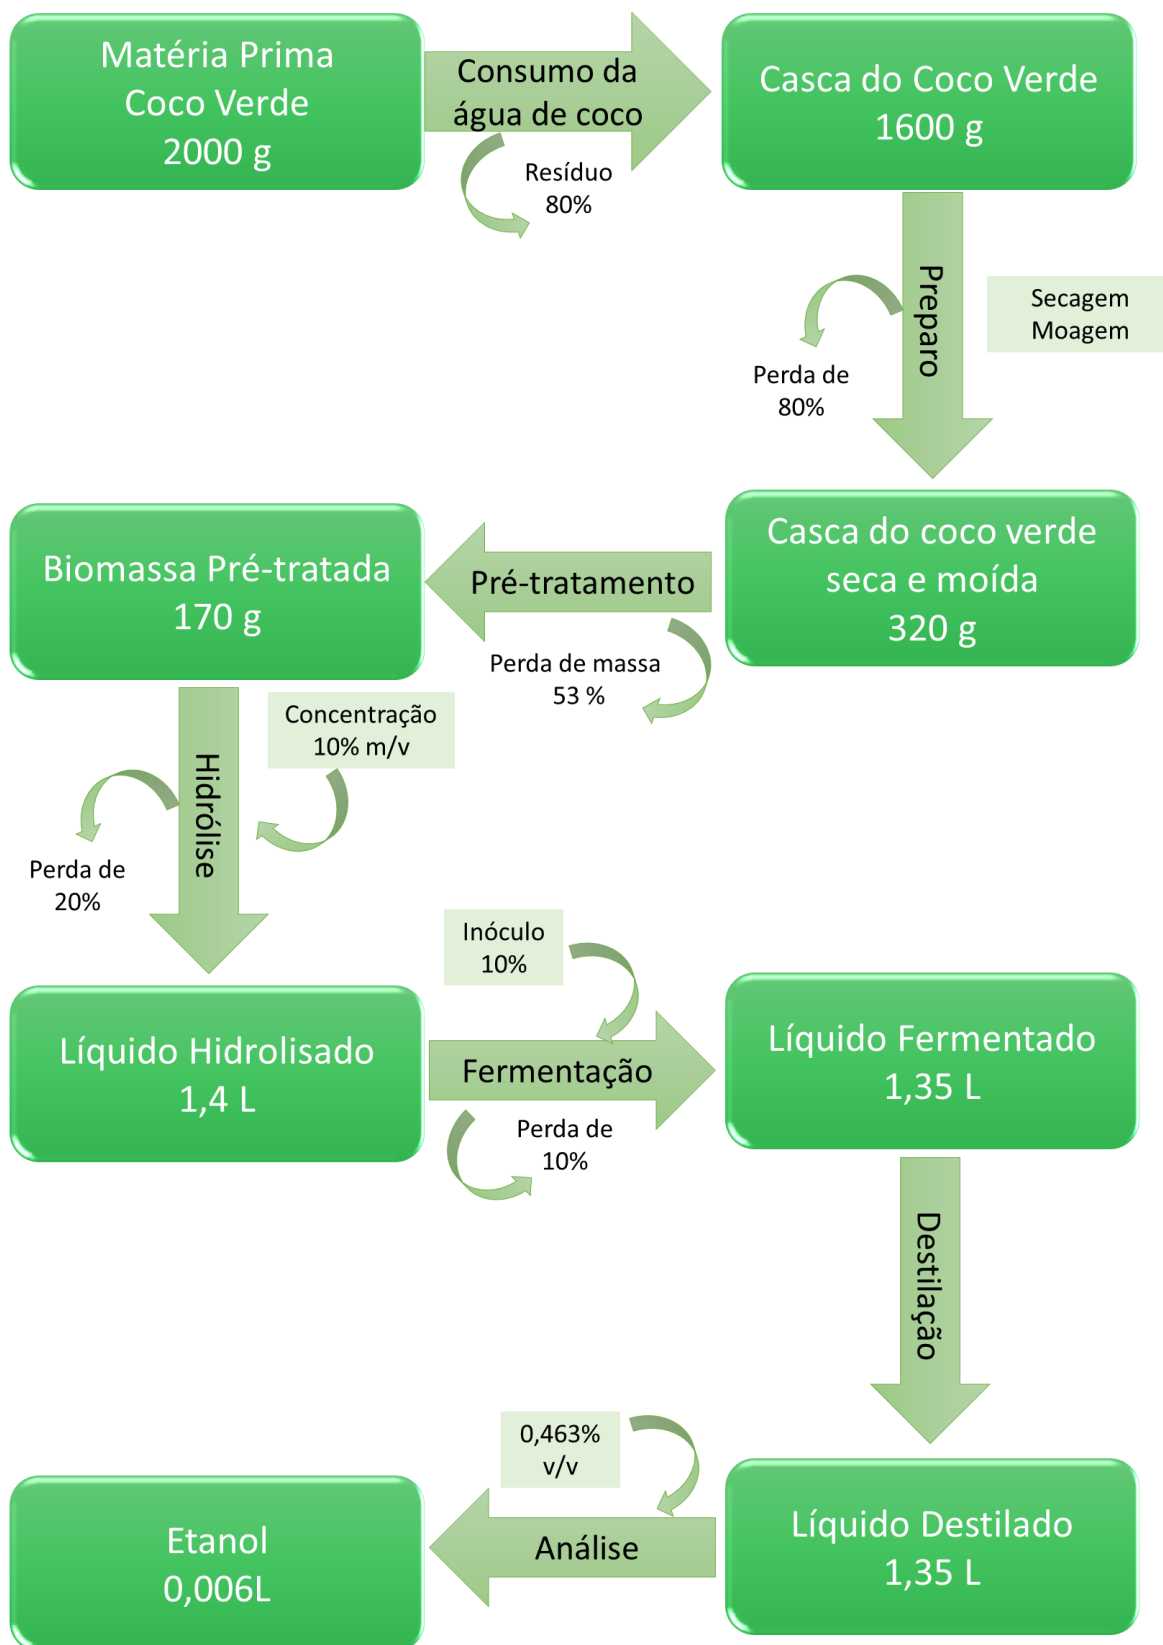 Matéria Prima
Coco Verde
2000 g
Consumo da
água de coco
Resíduo
80%
Casca do Coco Verde
1600 g
Preparo
Secagem
Moagem
Perda de
80%
Casca do coco verde
seca e moída
320 g
Pré-tratamento
Perda de massa
53 %
Biomassa Pré-tratada
170 g
Concentração
10% m/v
Hidrólise
Perda de
20%
Líquido Hidrolisado
1,4 L
Inóculo
10%
Fermentação
Perda de
10%
Líquido Fermentado
1,35 L
Destilação
Líquido Destilado
1,35 L
0,463%
v/v
Análise
Etanol
0,006L